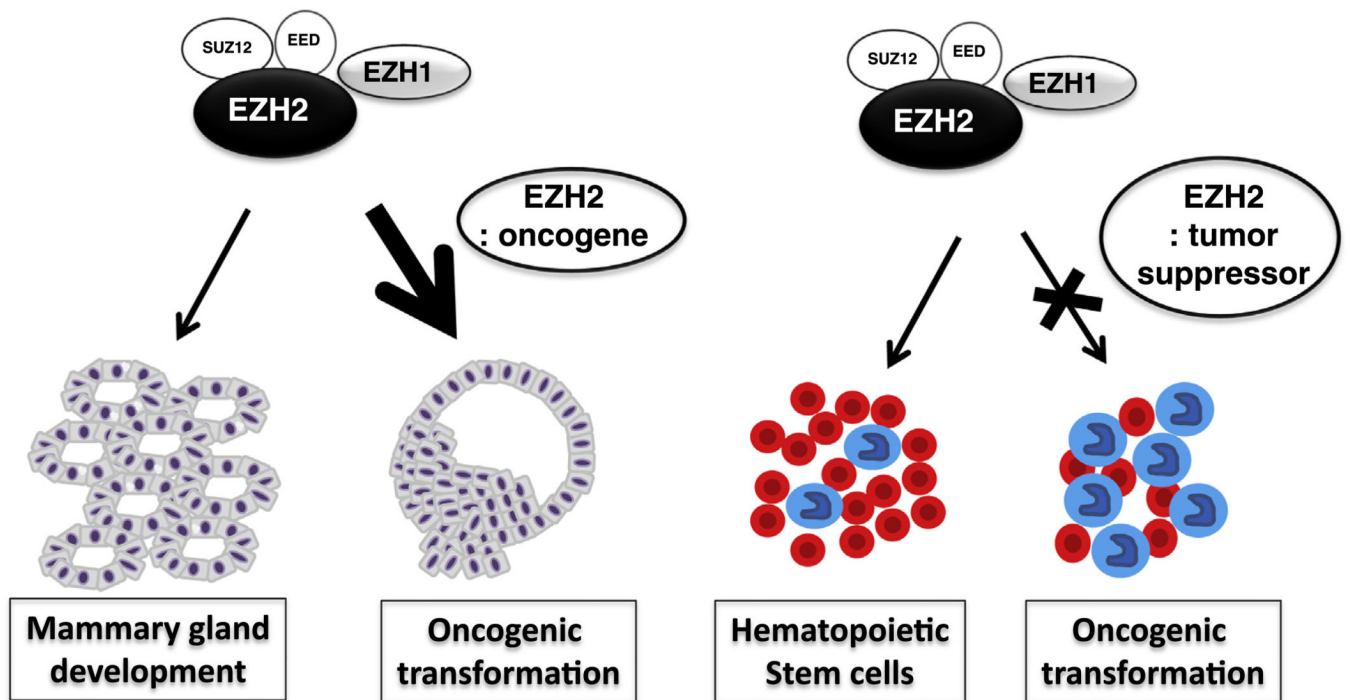 SUZ12
EED
EZH1
EZH2
EZH2
: oncogene
Mammary gland
development
Oncogenic
transformation
SUZ12
EED
EZH1
EZH2
EZH2
: tumor
suppressor
Hematopoietic
Stem cells
Oncogenic
transformation